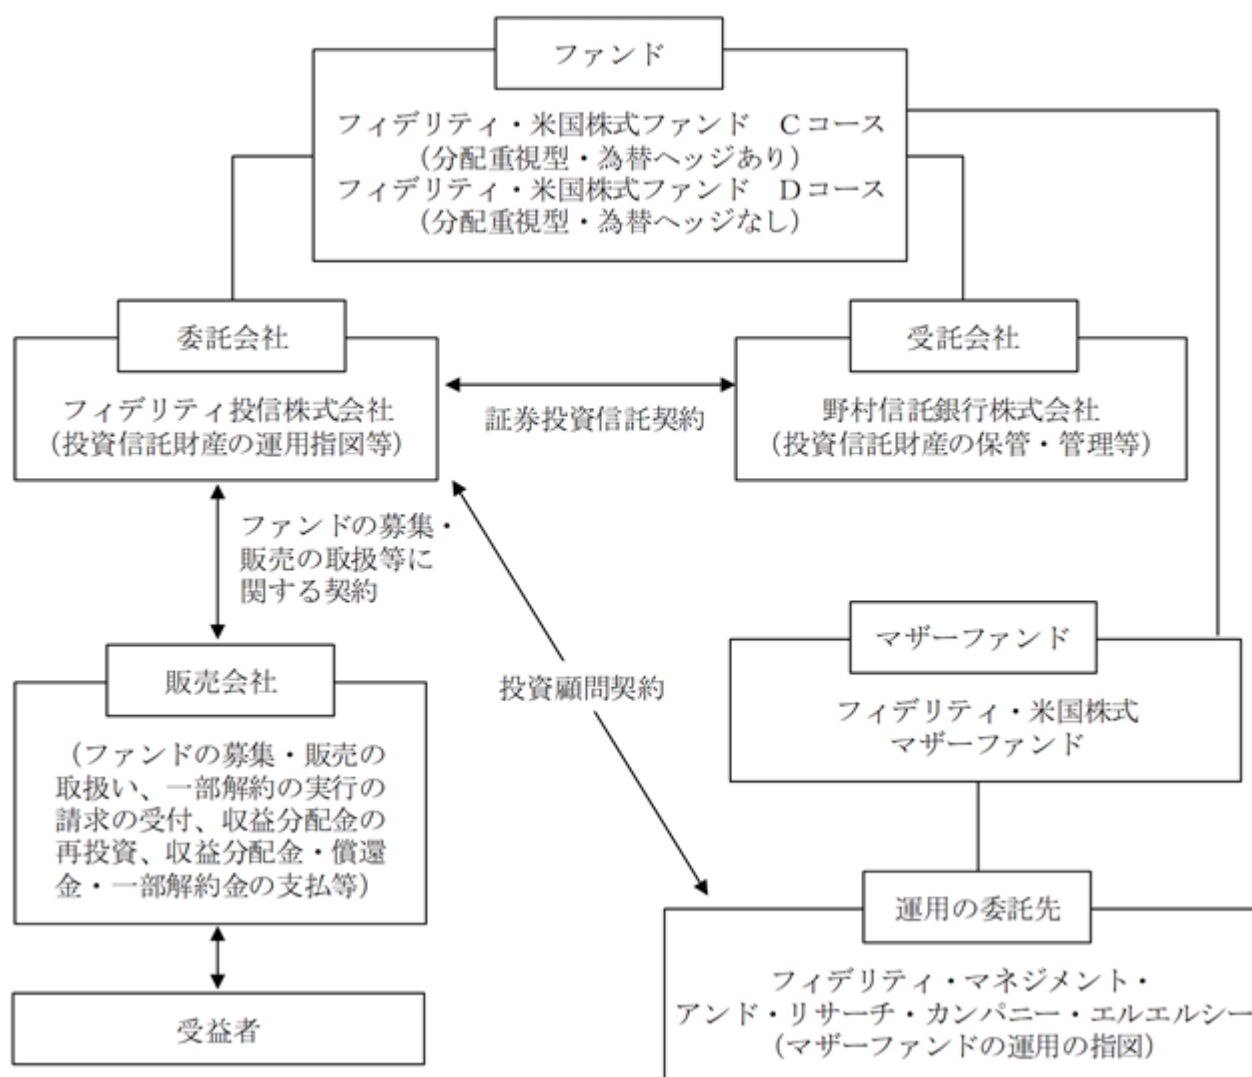 ファンド
フィデリティ・米国株式ファンド　Ｃコース
（分配重視型・為替ヘッジあり）
フィデリティ・米国株式ファンド　Ｄコース
（分配重視型・為替ヘッジなし）
委託会社
フィデリティ投信株式会社
（投資信託財産の運用指図等）
証券投資信託契約
受託会社
野村信託銀行株式会社
（投資信託財産の保管・管理等）
ファンドの募集・
販売の取扱等に
関する契約
投資顧問契約
マザーファンド
フィデリティ・米国株式
マザーファンド
販売会社
（ファンドの募集・販売の
取扱い、一部解約の実行の
請求の受付、収益分配金の
再投資、収益分配金・償還
金・一部解約金の支払等）
運用の委託先
フィデリティ・マネジメント・
アンド・リサーチ・カンパニー・エルエルシー
（マザーファンドの運用の指図）
受益者